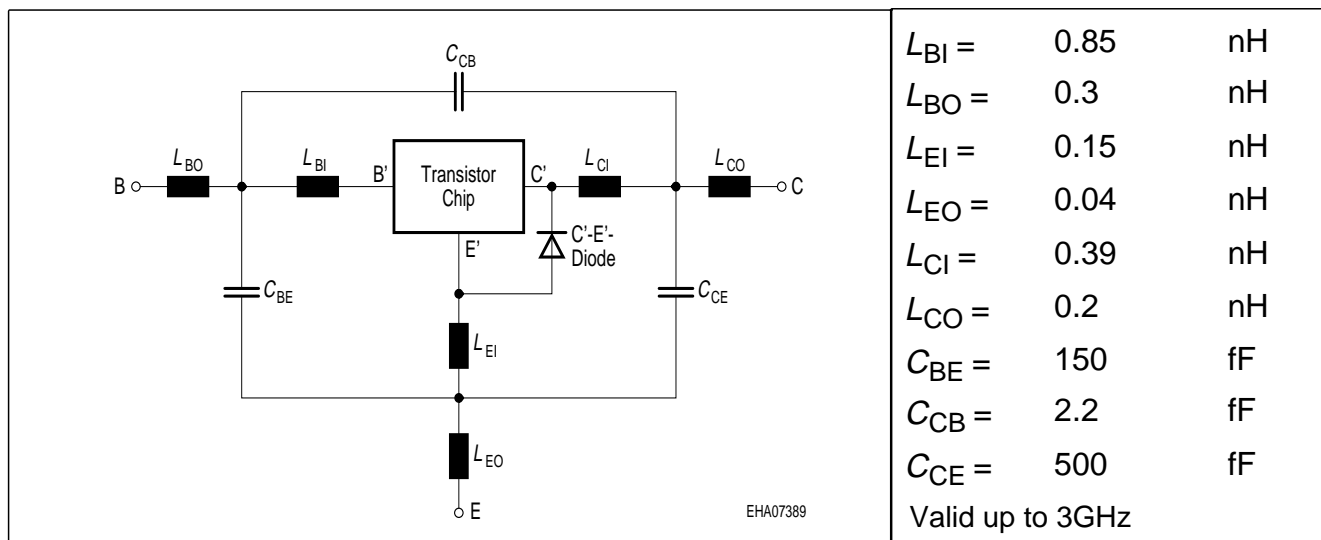 C_CB
L_BO
L_BI
B'
Transistor
Chip
C'
L_CI
L_CO
B
C
E'
C'-E'-
Diode
C_BE
C_CE
L_EI
L_EO
E
EHA07389
L_BI = 0.85 nH
L_BO = 0.3 nH
L_EI = 0.15 nH
L_EO = 0.04 nH
L_CI = 0.39 nH
L_CO = 0.2 nH
C_BE = 150 fF
C_CB = 2.2 fF
C_CE = 500 fF
Valid up to 3GHz